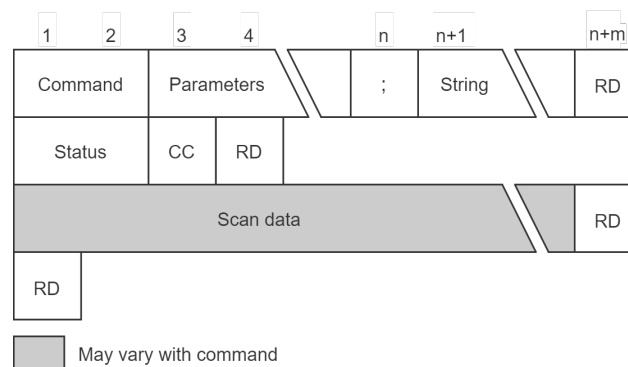 1 2 3 4 n n+1 n+m
Command Parameters ; String RD
Status CC RD
Scan data RD
RD
May vary with command